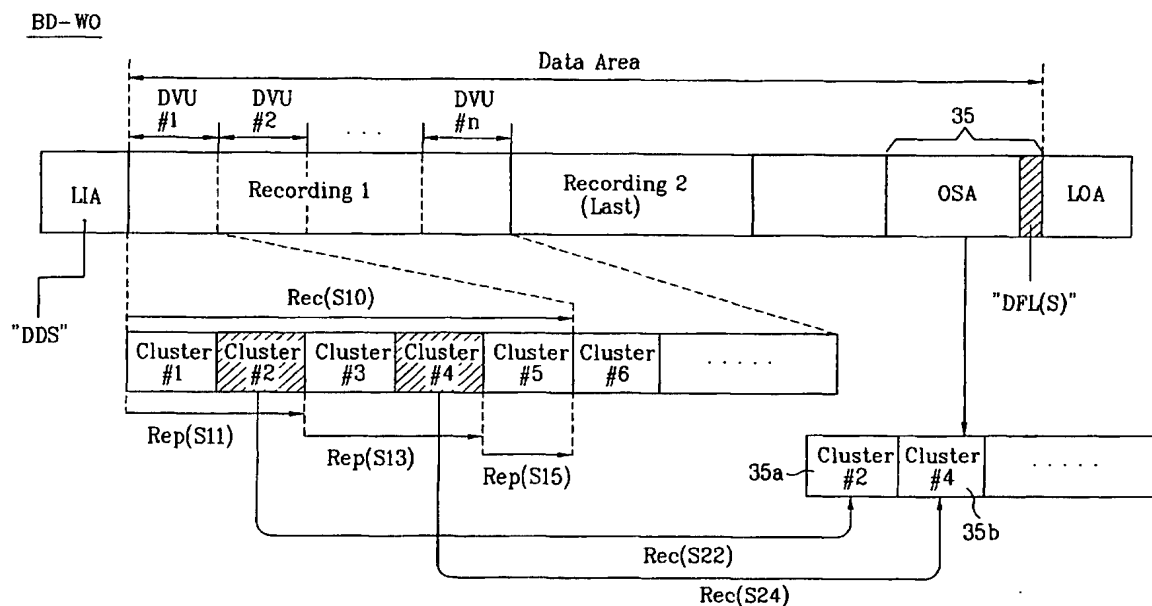 BD-WO
Data Area
DVU
#1
DVU
#2
. . .
DVU
#n
35
LIA
Recording 1
Recording 2
(Last)
OSA
LOA
"DDS"
"DFL(S)"
Rec(S10)
Cluster
#1
Cluster
#2
Cluster
#3
Cluster
#4
Cluster
#5
Cluster
#6
. . . . .
Rep(S11)
Rep(S13)
Rep(S15)
35a
Cluster
#2
Cluster
#4
. . . . .
35b
Rec(S22)
Rec(S24)